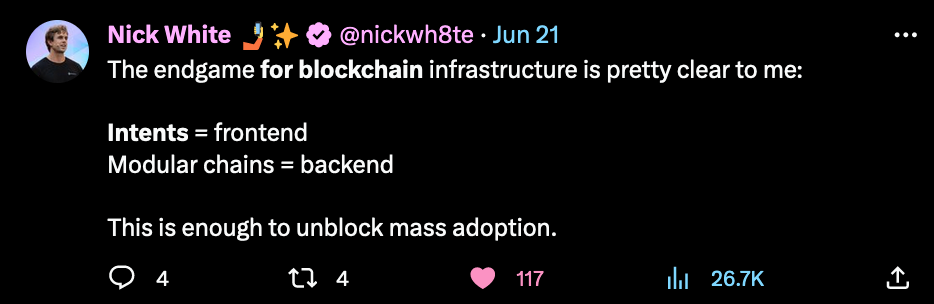 Nick White 🤳✨ @nickwh8te · Jun 21
The endgame for blockchain infrastructure is pretty clear to me:
Intents = frontend
Modular chains = backend
This is enough to unblock mass adoption.
4 4 117 26.7K